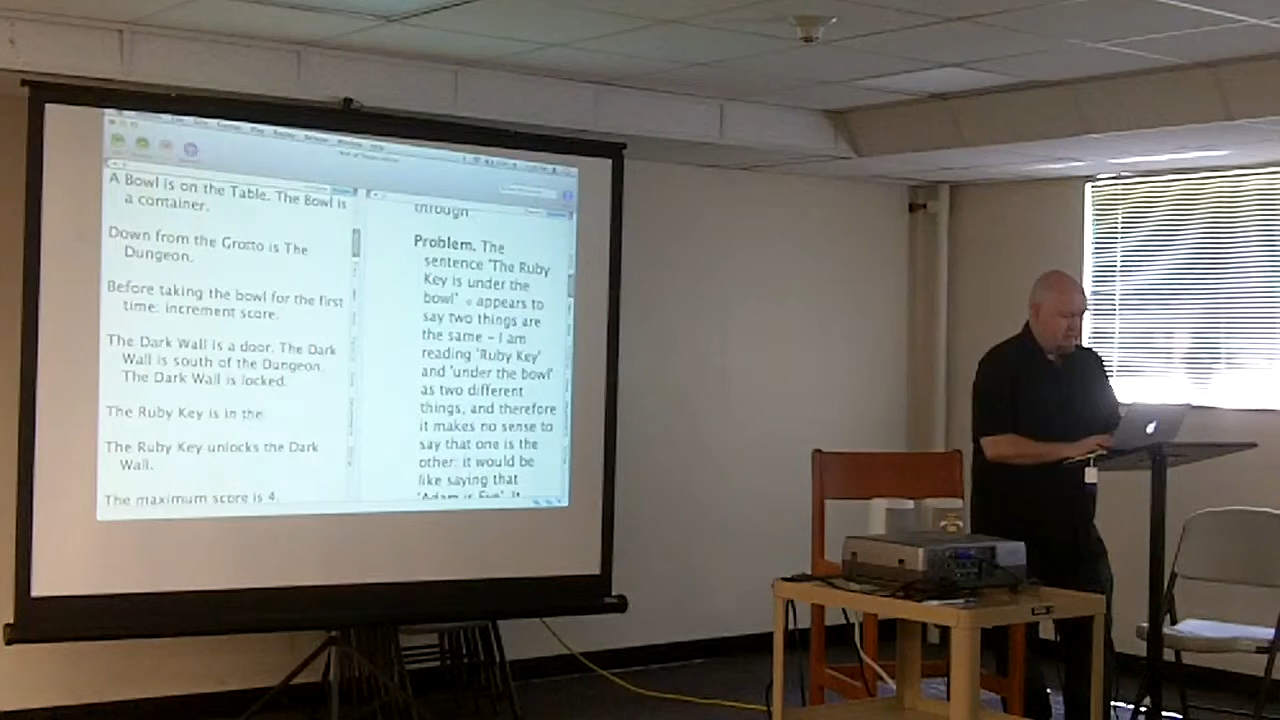 A Bowl is on the Table. The Bowl is
a container.
Down from the Grotto is The
Dungeon.
Before taking the bowl for the first
time: increment score.
The Dark Wall is a door. The Dark
Wall is south of the Dungeon.
The Dark Wall is locked.
The Ruby Key is in the
The Ruby Key unlocks the Dark
Wall.
The maximum score is 4.
through.
Problem. The
sentence 'The Ruby
Key is under the
bowl' appears to
say two things are
the same – I am
reading 'Ruby Key'
and 'under the bowl'
as two different
things, and therefore
it makes no sense to
say that one is the
other: it would be
like saying that
'Adam is Eve'. It